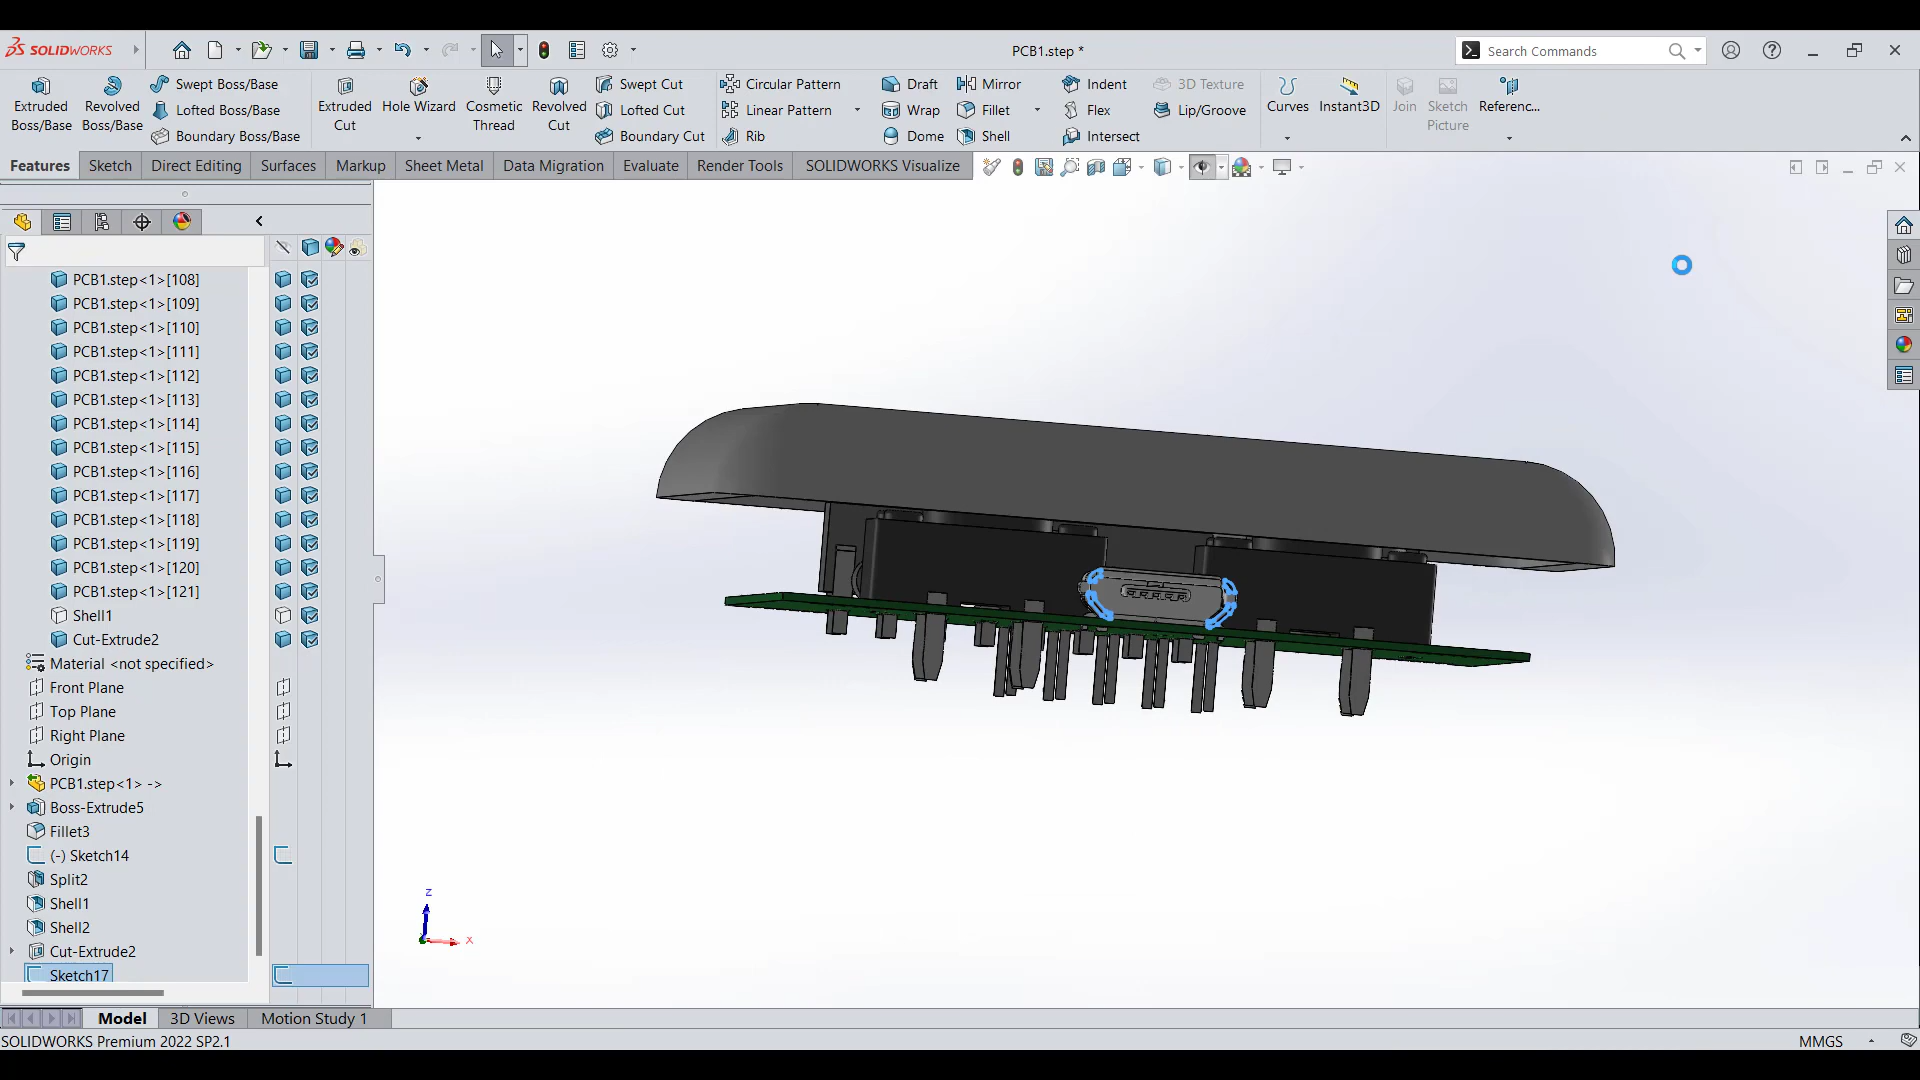 SOLIDWORKS
PCB1.step *
Search Commands
Extruded Boss/Base
Revolved Boss/Base
Swept Boss/Base
Lofted Boss/Base
Boundary Boss/Base
Extruded Cut
Hole Wizard
Cosmetic Thread
Revolved Cut
Swept Cut
Lofted Cut
Boundary Cut
Circular Pattern
Linear Pattern
Rib
Draft
Wrap
Dome
Mirror
Fillet
Shell
Indent
Flex
Intersect
3D Texture
Lip/Groove
Curves
Instant3D
Join
Sketch Picture
Referenc...
Features
Sketch
Direct Editing
Surfaces
Markup
Sheet Metal
Data Migration
Evaluate
Render Tools
SOLIDWORKS Visualize
PCB1.step<1>[108]
PCB1.step<1>[109]
PCB1.step<1>[110]
PCB1.step<1>[111]
PCB1.step<1>[112]
PCB1.step<1>[113]
PCB1.step<1>[114]
PCB1.step<1>[115]
PCB1.step<1>[116]
PCB1.step<1>[117]
PCB1.step<1>[118]
PCB1.step<1>[119]
PCB1.step<1>[120]
PCB1.step<1>[121]
Shell1
Cut-Extrude2
Material <not specified>
Front Plane
Top Plane
Right Plane
Origin
PCB1.step<1> ->
Boss-Extrude5
Fillet3
(-) Sketch14
Split2
Shell1
Shell2
Cut-Extrude2
Sketch17
z
x
Model
3D Views
Motion Study 1
SOLIDWORKS Premium 2022 SP2.1
MMGS